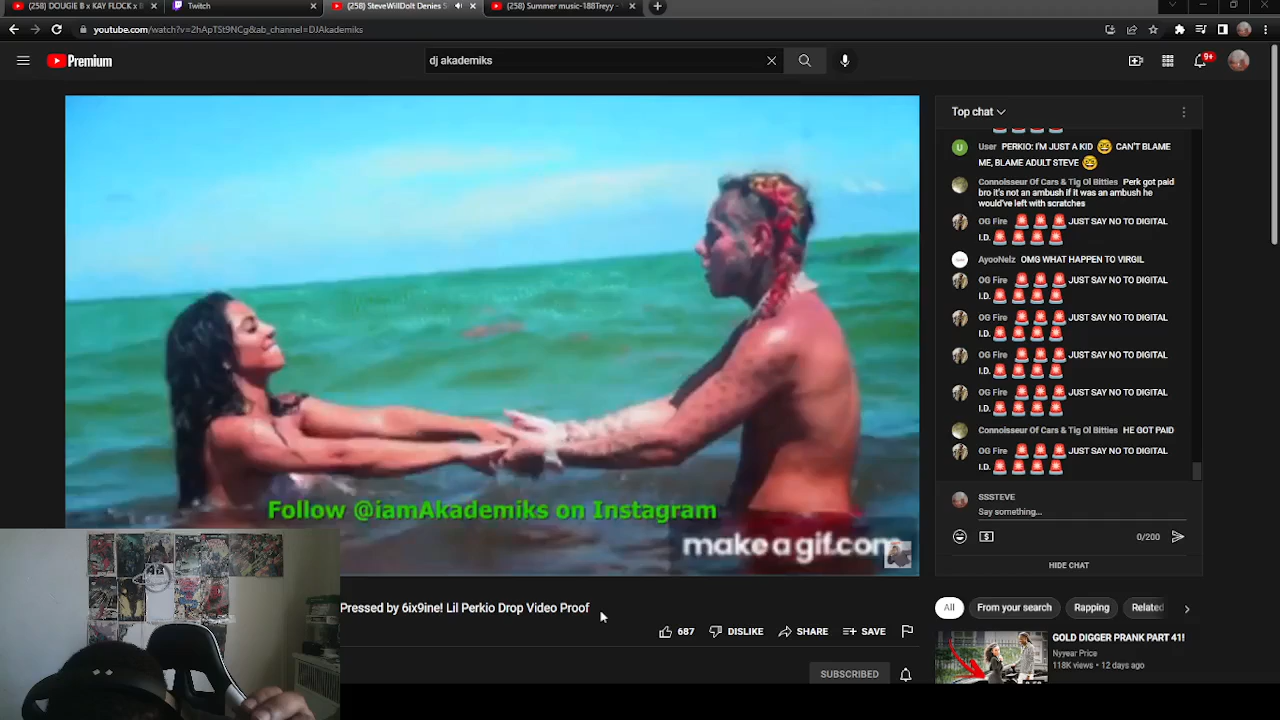 (258) DOUGIE B x KAY FLOCK x B
Twitch
(258) SteveWillDoIt Denies S
(258) Summer music-188Treyy -
youtube.com/watch?v=2hApTSt9NCg&ab_channel=DJAkademiks
Premium
dj akademiks
9+
Top chat
User PERKIO: I'M JUST A KID 🤓 CAN'T BLAME
ME, BLAME ADULT STEVE 🤓
Connoisseur Of Cars & Tig Ol Bitties Perk got paid
bro it's not an ambush if it was an ambush he
would've left with scratches
OG Fire 🚨 🚨 🚨 JUST SAY NO TO DIGITAL
I.D. 🚨 🚨 🚨 🚨
AyooNelz OMG WHAT HAPPEN TO VIRGIL
OG Fire 🚨 🚨 🚨 JUST SAY NO TO DIGITAL
I.D. 🚨 🚨 🚨 🚨
OG Fire 🚨 🚨 🚨 JUST SAY NO TO DIGITAL
I.D. 🚨 🚨 🚨 🚨
OG Fire 🚨 🚨 🚨 JUST SAY NO TO DIGITAL
I.D. 🚨 🚨 🚨 🚨
OG Fire 🚨 🚨 🚨 JUST SAY NO TO DIGITAL
I.D. 🚨 🚨 🚨 🚨
Connoisseur Of Cars & Tig Ol Bitties HE GOT PAID
OG Fire 🚨 🚨 🚨 JUST SAY NO TO DIGITAL
I.D. 🚨 🚨 🚨 🚨
SSSTEVE
Say something...
0/200
HIDE CHAT
Follow @iamAkademiks on Instagram
makeagif.com
Pressed by 6ix9ine! Lil Perkio Drop Video Proof
687 DISLIKE SHARE SAVE
SUBSCRIBED
All From your search Rapping Related
GOLD DIGGER PRANK PART 41!
Nyyear Price
118K views • 12 days ago